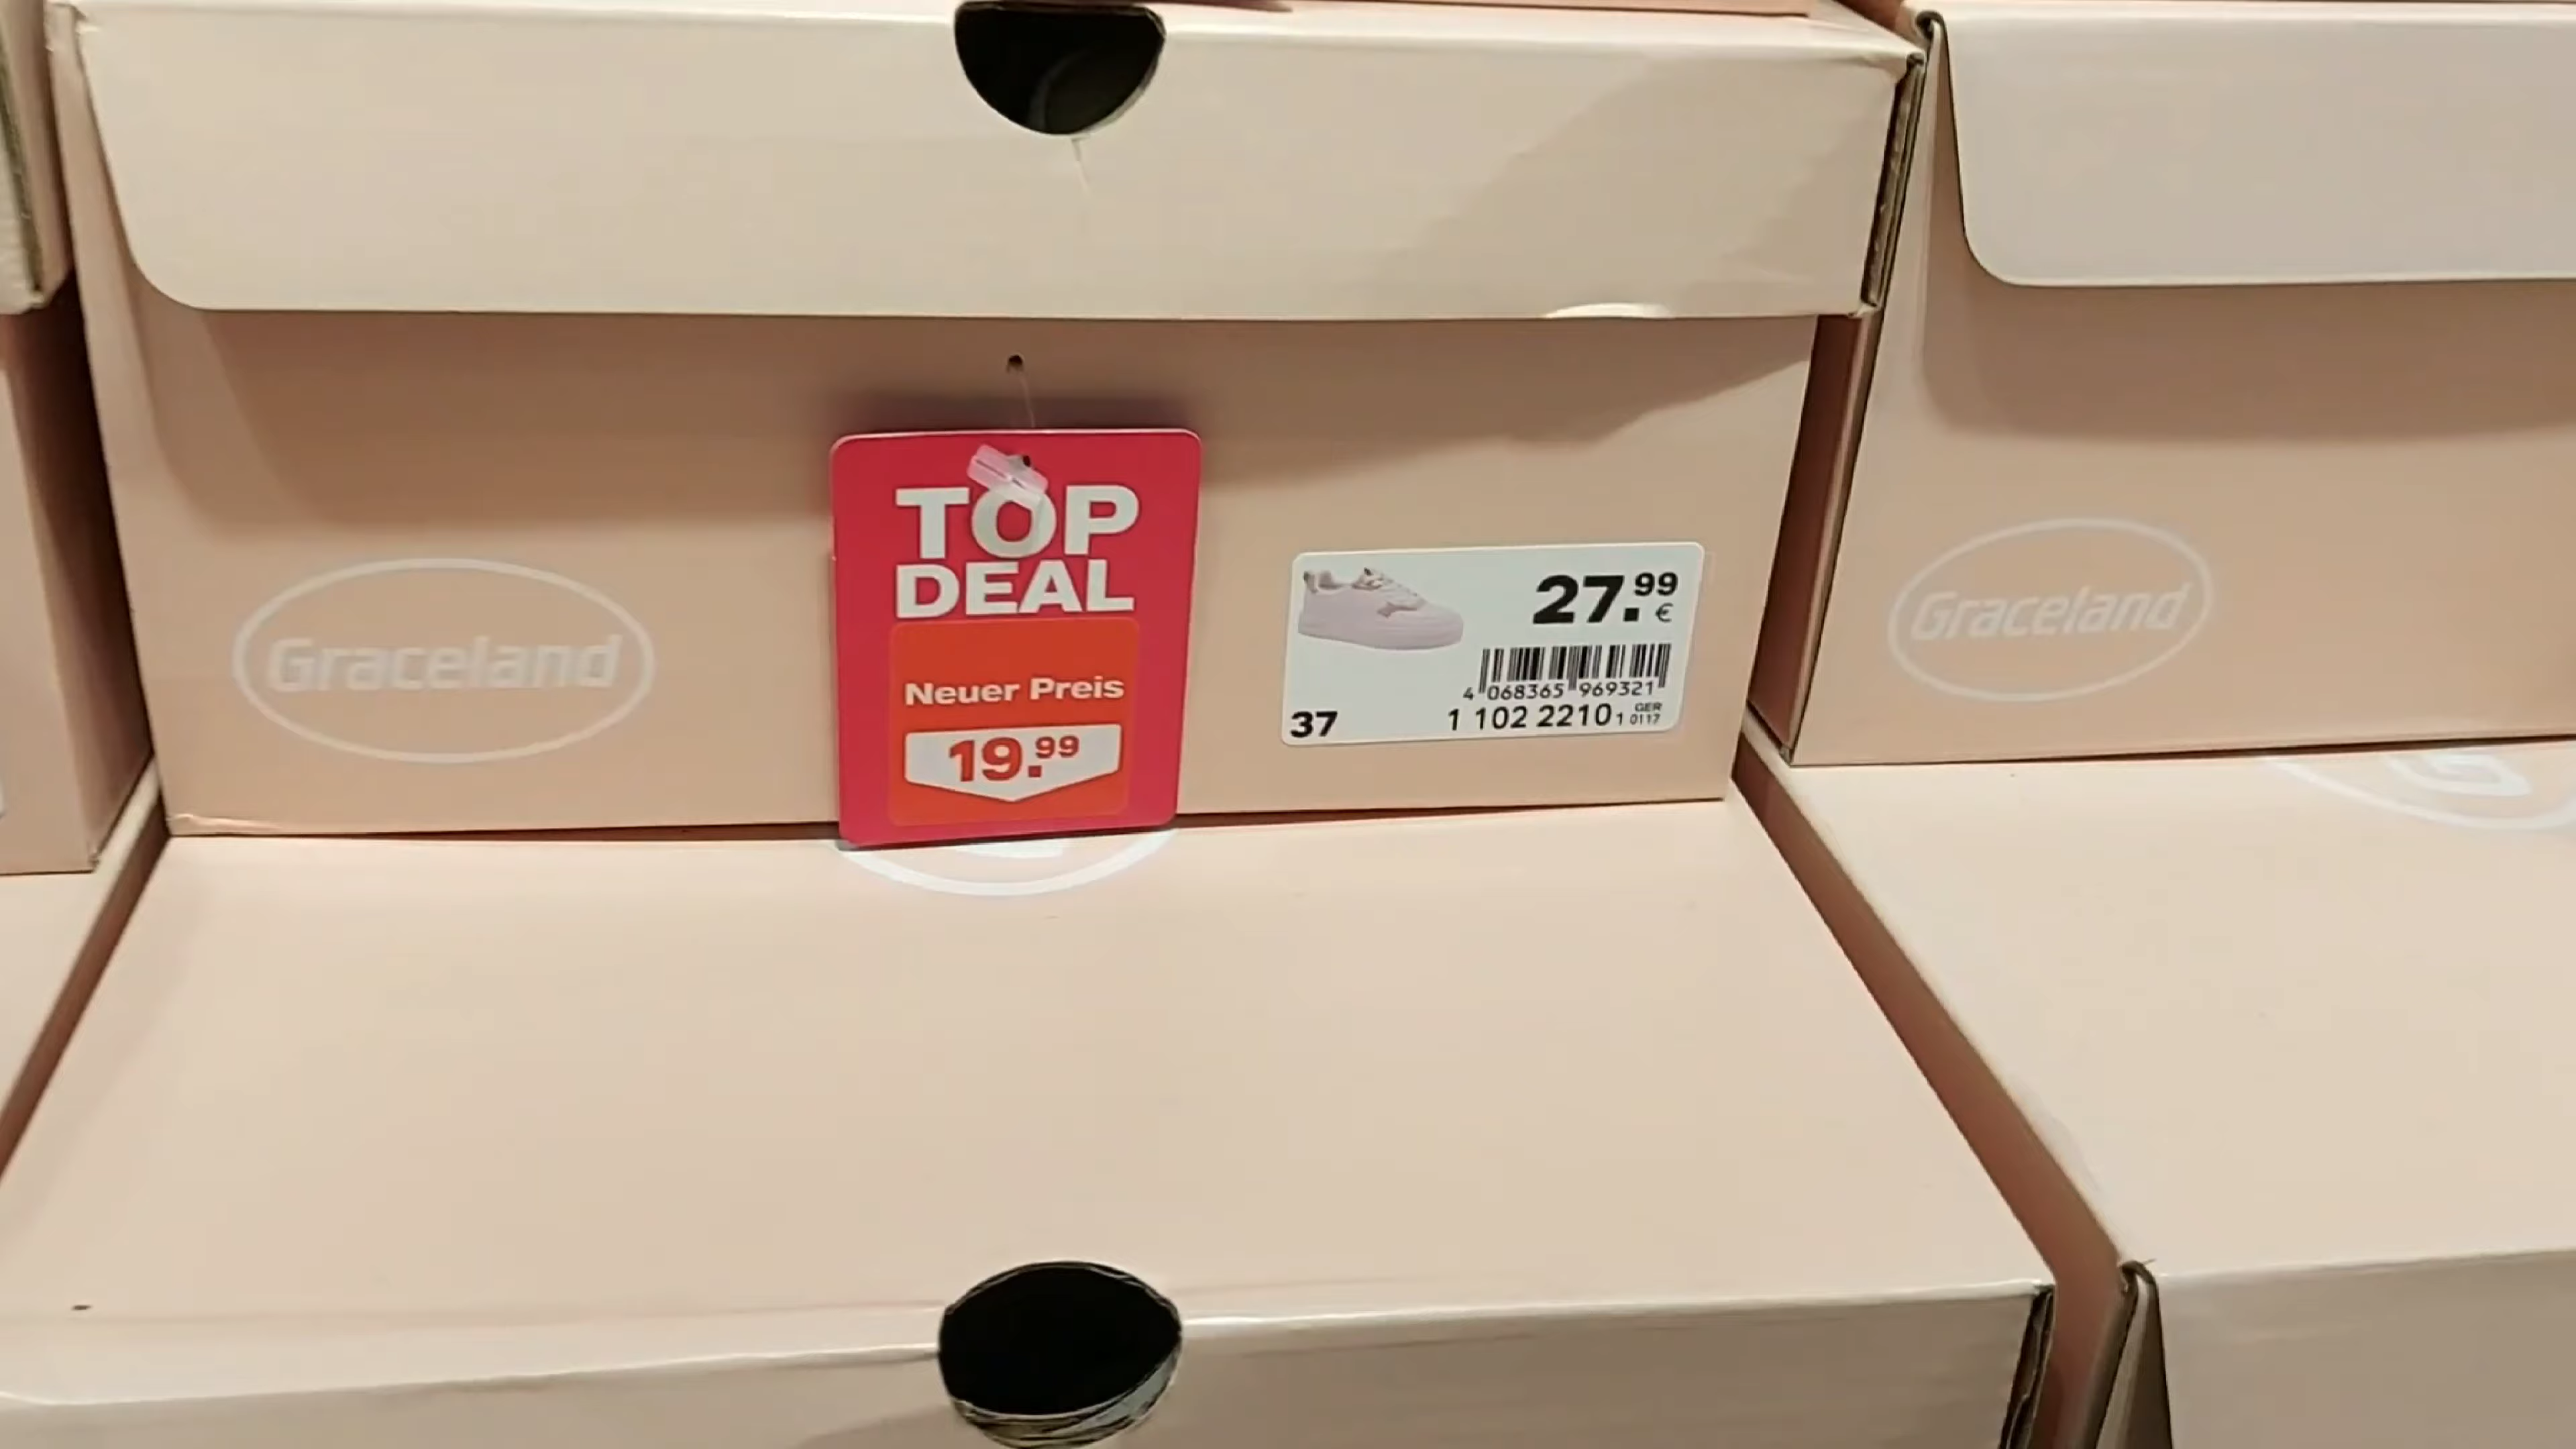 TOP
DEAL
Neuer Preis
19.99
Graceland
27.99
€
4 068365 969321
37
1 102 2210 1 0117
GER
Graceland
G